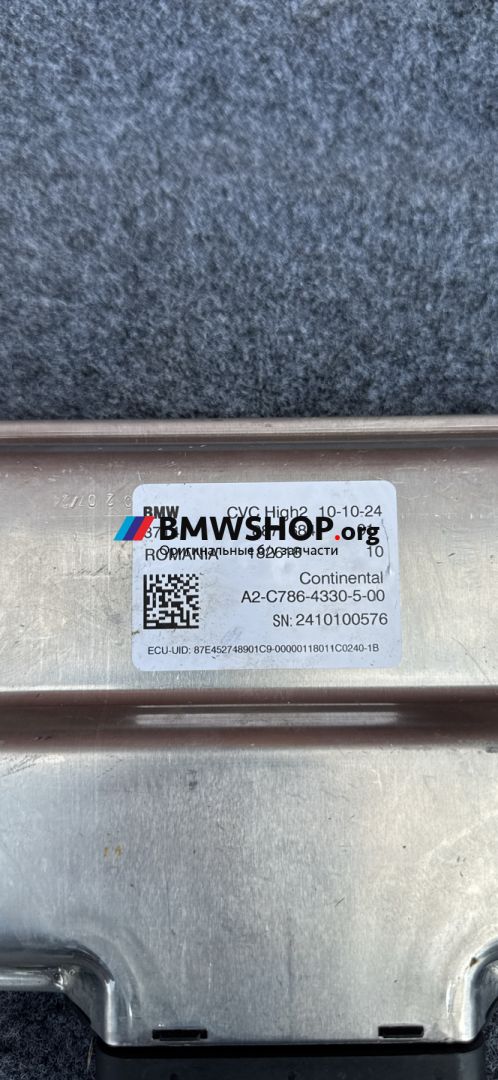 BMW CVC High2 10-10-24
BMWSHOP.org
Оригинальные б/у запчасти
ROMANIA 10
Continental
A2-C786-4330-5-00
SN: 2410100576
ECU-UID: 87E452748901C9-00000118011C0240-1B